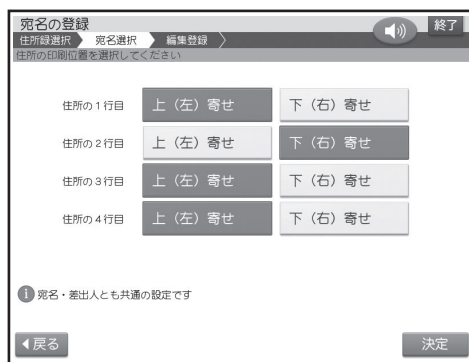 宛名の登録
終了
住所録選択 宛名選択 編集登録
住所の印刷位置を選択してください
住所の1行目 上（左）寄せ 下（右）寄せ
住所の2行目 上（左）寄せ 下（右）寄せ
住所の3行目 上（左）寄せ 下（右）寄せ
住所の4行目 上（左）寄せ 下（右）寄せ
i 宛名・差出人とも共通の設定です
戻る 決定